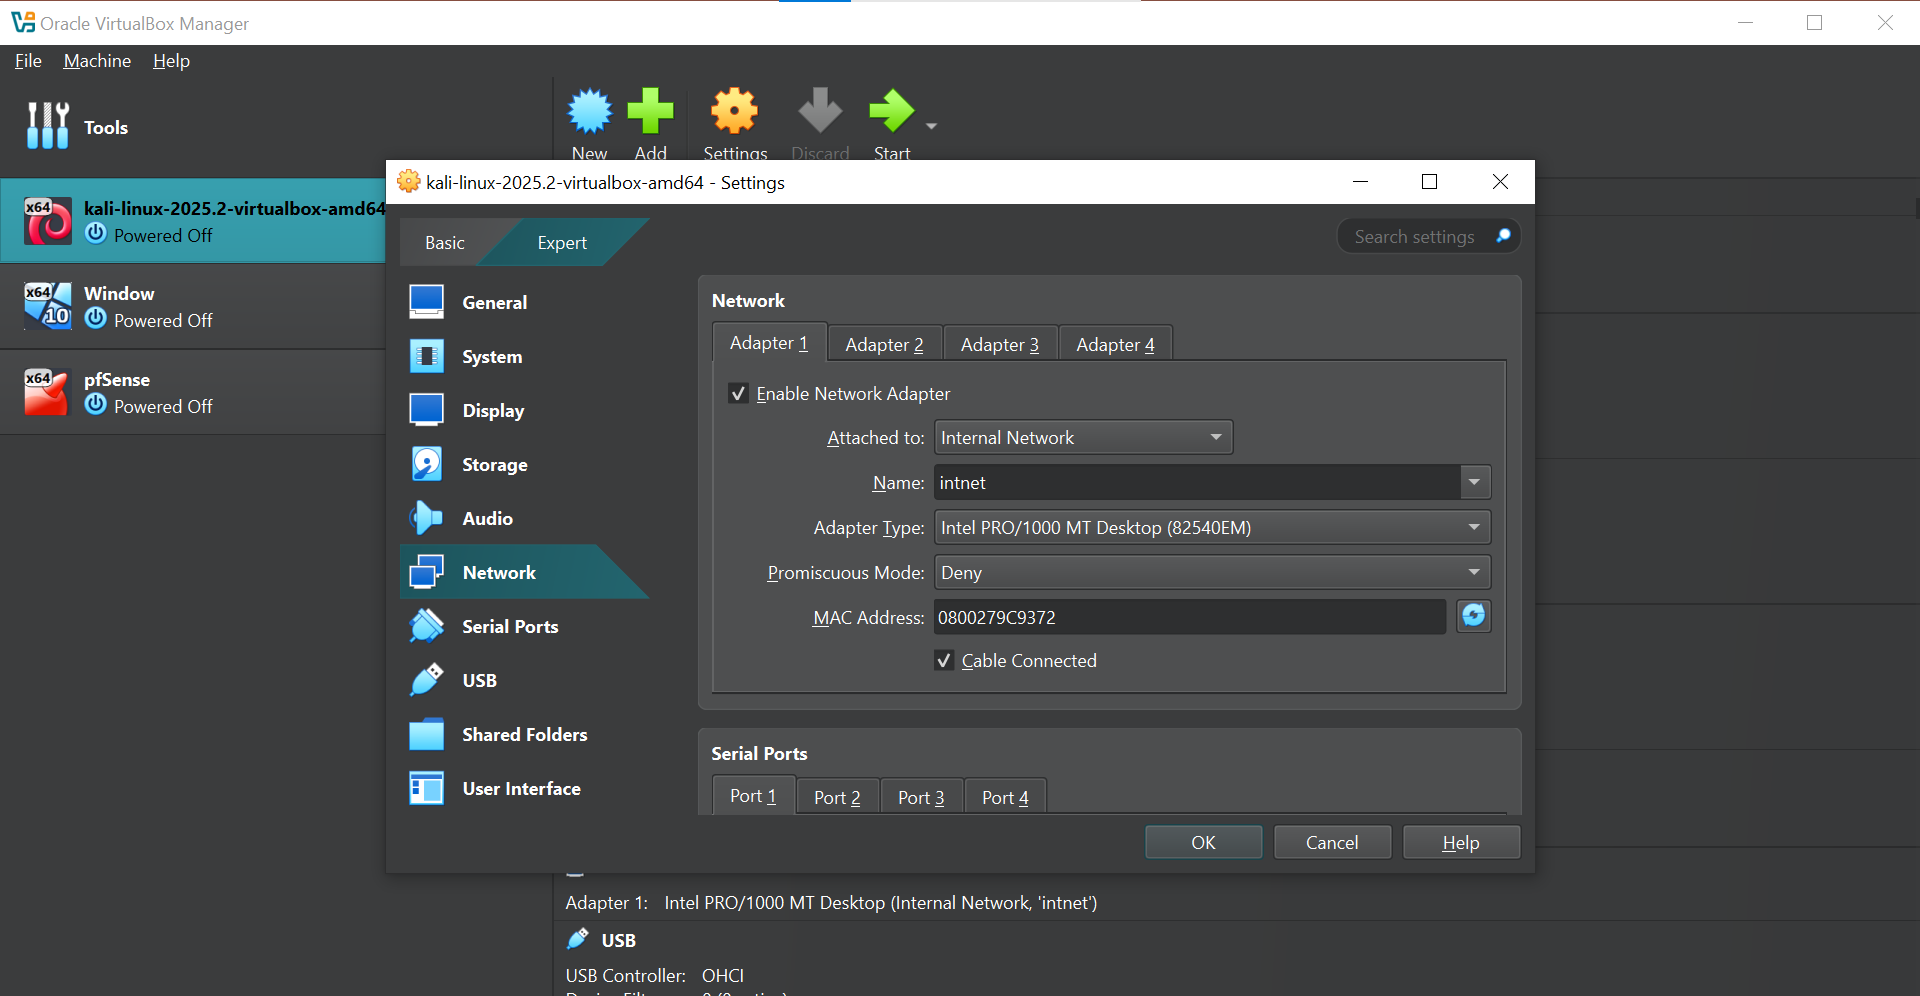 Oracle VirtualBox Manager
File Machine Help
Tools
New Add Settings Discard Start
x64 kali-linux-2025.2-virtualbox-amd64
Powered Off
x64 Window
10 Powered Off
x64 pfSense
Powered Off
kali-linux-2025.2-virtualbox-amd64 - Settings
Basic Expert
Search settings
General
System
Display
Storage
Audio
Network
Serial Ports
USB
Shared Folders
User Interface
Network
Adapter 1 Adapter 2 Adapter 3 Adapter 4
Enable Network Adapter
Attached to: Internal Network
Name: intnet
Adapter Type: Intel PRO/1000 MT Desktop (82540EM)
Promiscuous Mode: Deny
MAC Address: 0800279C9372
Cable Connected
Serial Ports
Port 1 Port 2 Port 3 Port 4
OK Cancel Help
Adapter 1: Intel PRO/1000 MT Desktop (Internal Network, 'intnet')
USB
USB Controller: OHCI